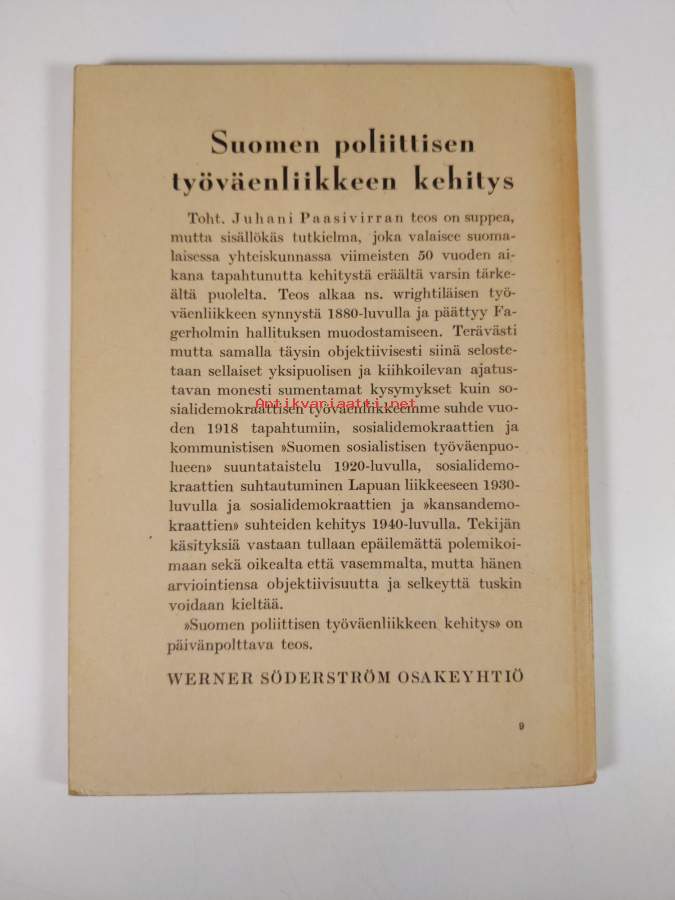 Suomen poliittisen
työväenliikkeen kehitys
Toht. Juhani Paasivirran teos on suppea,
mutta sisällökäs tutkielma, joka valaisee suoma-
laisessa yhteiskunnassa viimeisten 50 vuoden ai-
kana tapahtunutta kehitystä eräältä varsin tärke-
ältä puolelta. Teos alkaa ns. wrightiläisen työ-
väenliikkeen synnystä 1880-luvulla ja päättyy Fa-
gerholmin hallituksen muodostamiseen. Terävästi
mutta samalla täysin objektiivisesti siinä seloste-
taan sellaiset yksipuolisen ja kiihkoilevan ajatus-
tavan monesti sumentamat kysymykset kuin so-
Antikvariaatti.net
sialidemokraattisen työväenliikkeemme suhde vuo-
den 1918 tapahtumiin, sosialidemokraattien ja
kommunistisen »Suomen sosialistisen työväenpuo-
lueen» suuntataistelu 1920-luvulla, sosialidemo-
kraattien suhtautuminen Lapuan liikkeeseen 1930-
luvulla ja sosialidemokraattien ja »kansandemo-
kraattien» suhteiden kehitys 1940-luvulla. Tekijän
käsityksiä vastaan tullaan epäilemättä polemikoi-
maan sekä oikealta että vasemmalta, mutta hänen
arviointiensa objektiivisuutta ja selkeyttä tuskin
voidaan kieltää.
»Suomen poliittisen työväenliikkeen kehitys» on
päivänpolttava teos.
WERNER SÖDERSTRÖM OSAKEYHTIÖ
9